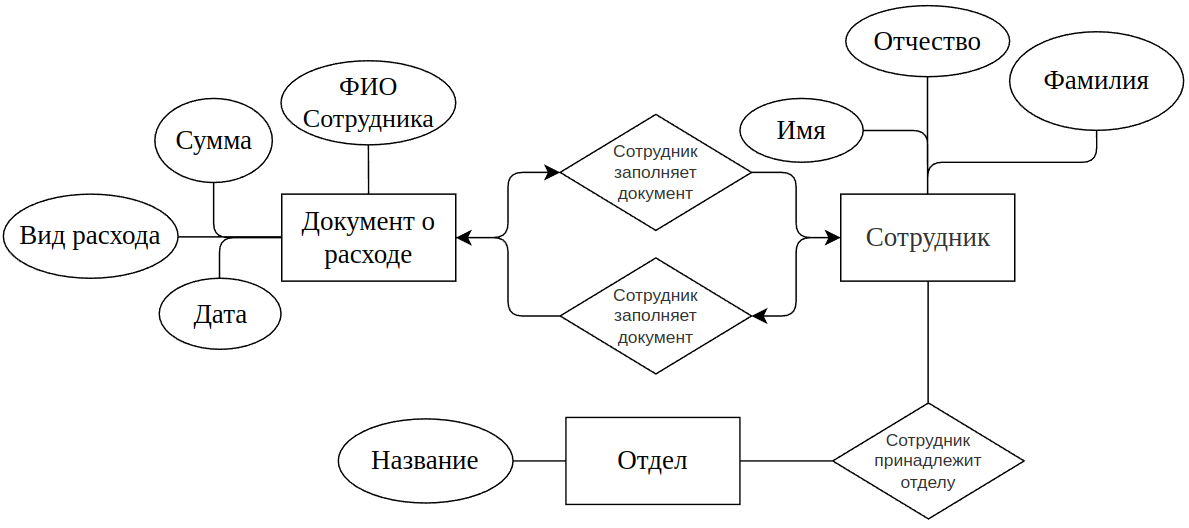 Отчество
Фамилия
ФИО
Сотрудника
Имя
Сумма
Сотрудник
заполняет
документ
Вид расхода
Документ о
расходе
Сотрудник
Дата
Сотрудник
заполняет
документ
Название
Отдел
Сотрудник
принадлежит
отделу